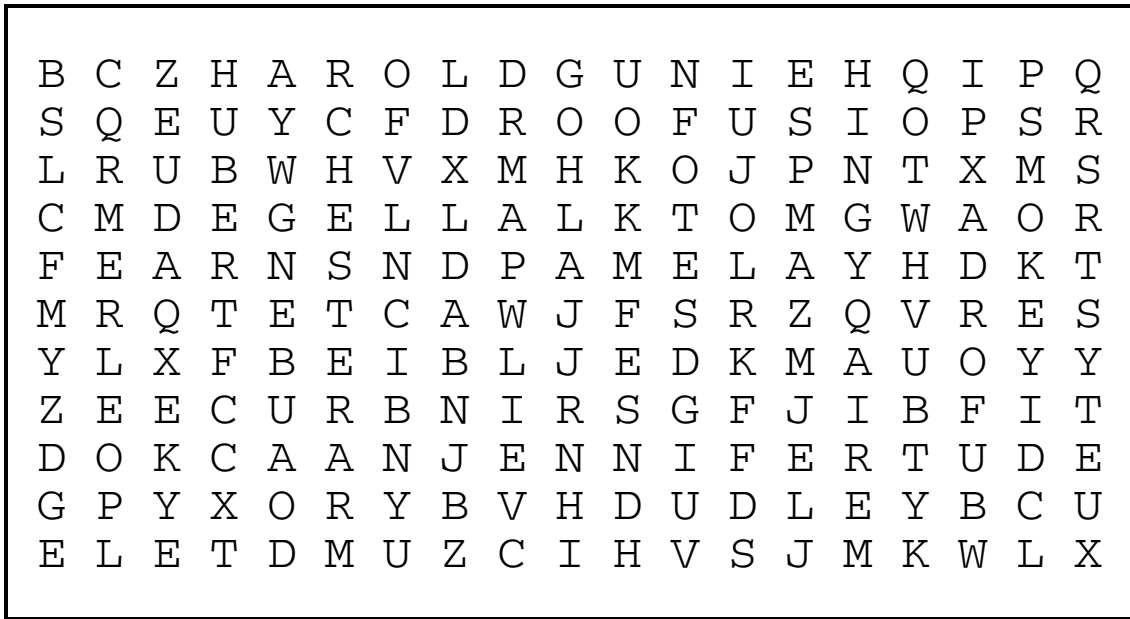 B C Z H A R O L D G U N I E H Q I P Q
S Q E U Y C F D R O O F U S I O P S R
L R U B W H V X M H K O J P N T X M S
C M D E G E L L A L K T O M G W A O R
F E A R N S N D P A M E L A Y H D K T
M R Q T E T C A W J F S R Z Q V R E S
Y L X F B E I B L J E D K M A U O Y Y
Z E E C U R B N I R S G F J I B F I T
D O K C A A N J E N N I F E R T U D E
G P Y X O R Y B V H D U D L E Y B C U
E L E T D M U Z C I H V S J M K W L X